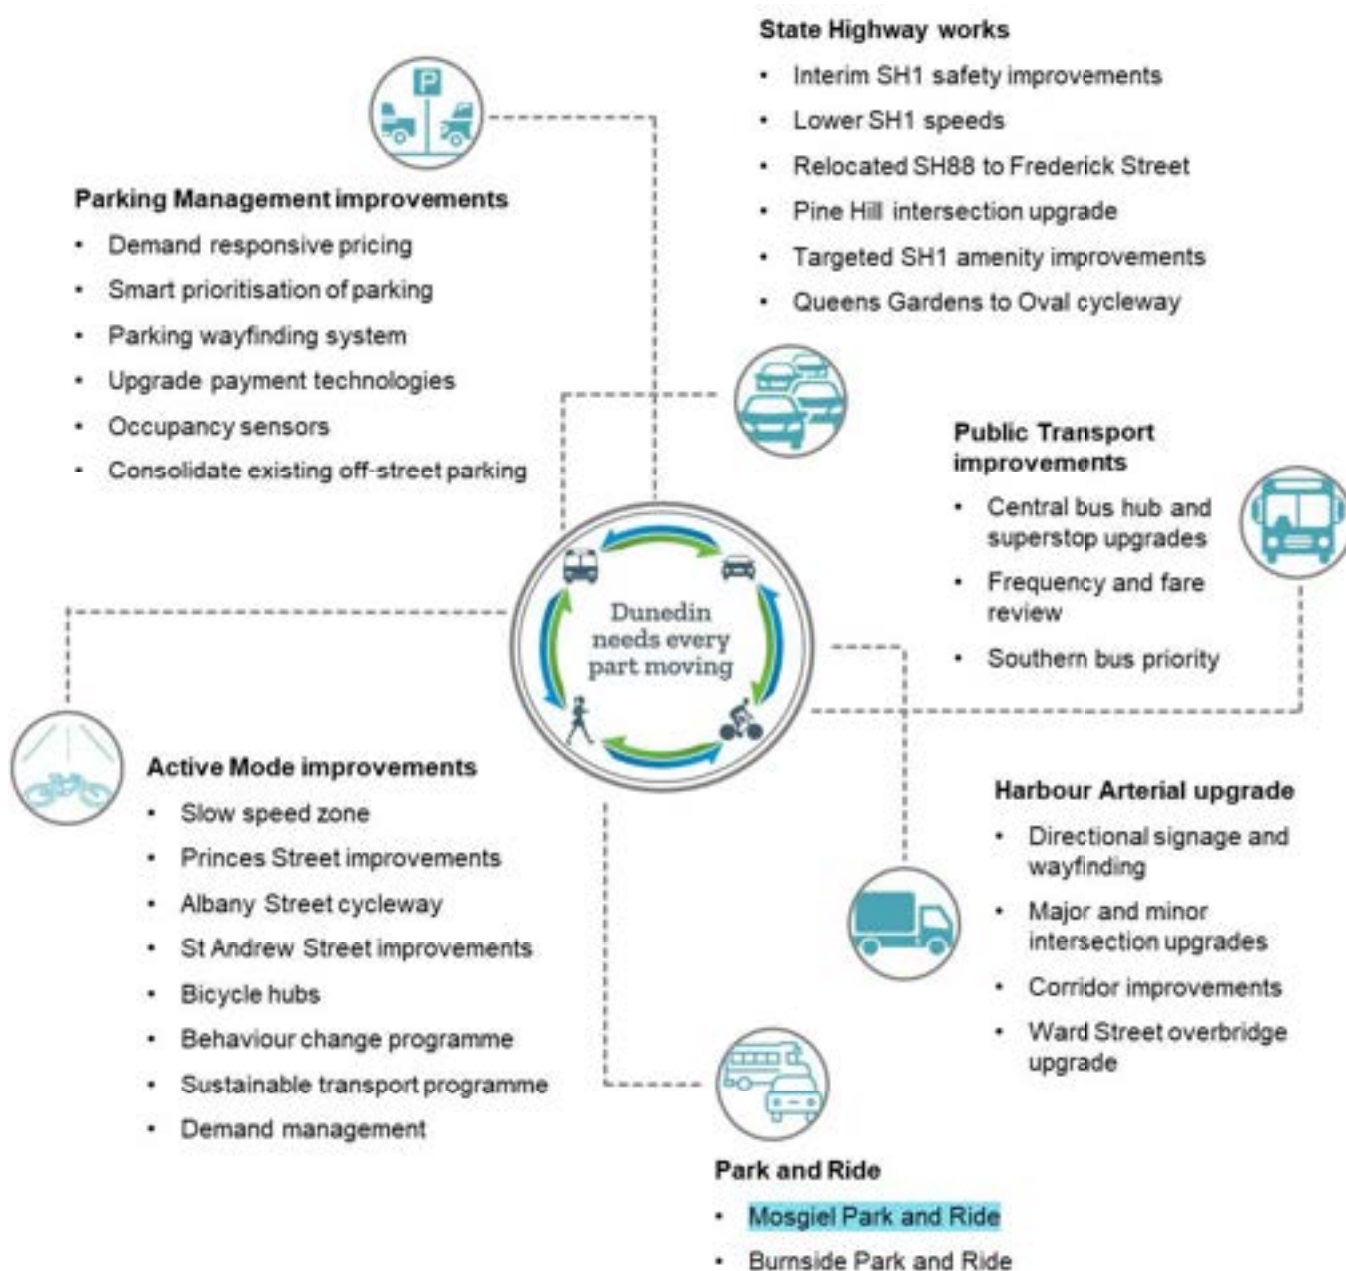 State Highway works
• Interim SH1 safety improvements
• Lower SH1 speeds
• Relocated SH88 to Frederick Street
• Pine Hill intersection upgrade
• Targeted SH1 amenity improvements
• Queens Gardens to Oval cycleway
P
Parking Management improvements
• Demand responsive pricing
• Smart prioritisation of parking
• Parking wayfinding system
• Upgrade payment technologies
• Occupancy sensors
• Consolidate existing off-street parking
Public Transport
improvements
• Central bus hub and
superstop upgrades
• Frequency and fare
review
• Southern bus priority
Dunedin
needs every
part moving
Active Mode improvements
• Slow speed zone
• Princes Street improvements
• Albany Street cycleway
• St Andrew Street improvements
• Bicycle hubs
• Behaviour change programme
• Sustainable transport programme
• Demand management
Harbour Arterial upgrade
• Directional signage and
wayfinding
• Major and minor
intersection upgrades
• Corridor improvements
• Ward Street overbridge
upgrade
Park and Ride
• Mosgiel Park and Ride
• Burnside Park and Ride